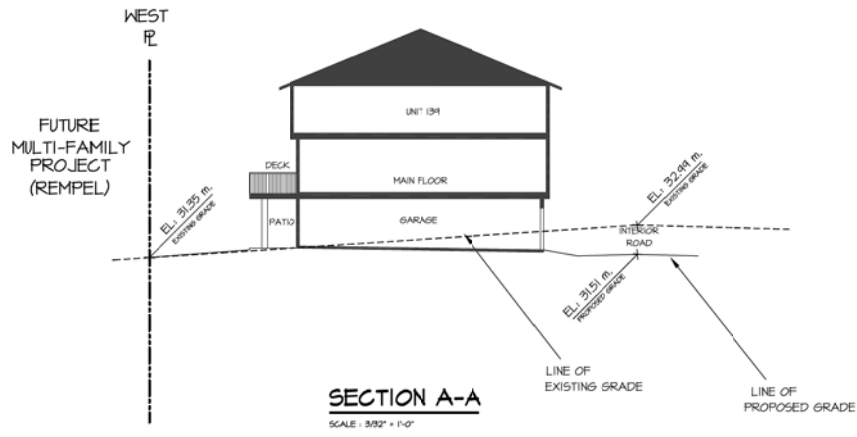 WEST
PL
FUTURE
MULTI-FAMILY
PROJECT
(REMPEL)
EL: 31.35 m.
EXISTING GRADE
UNIT 139
DECK
MAIN FLOOR
PATIO
GARAGE
EL: 32.99 m.
EXISTING GRADE
INTERIOR
ROAD
EL: 31.51 m.
PROPOSED GRADE
LINE OF
EXISTING GRADE
LINE OF
PROPOSED GRADE
SECTION A-A
SCALE : 3/32" = 1'-0"